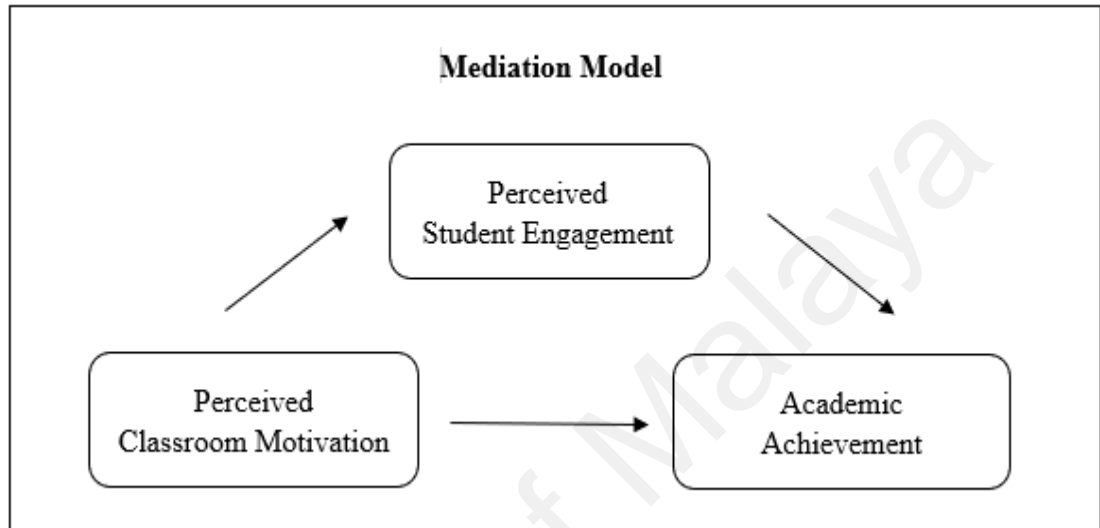 Mediation Model
Perceived
Student Engagement
Perceived
Classroom Motivation
Academic
Achievement
f Malaya